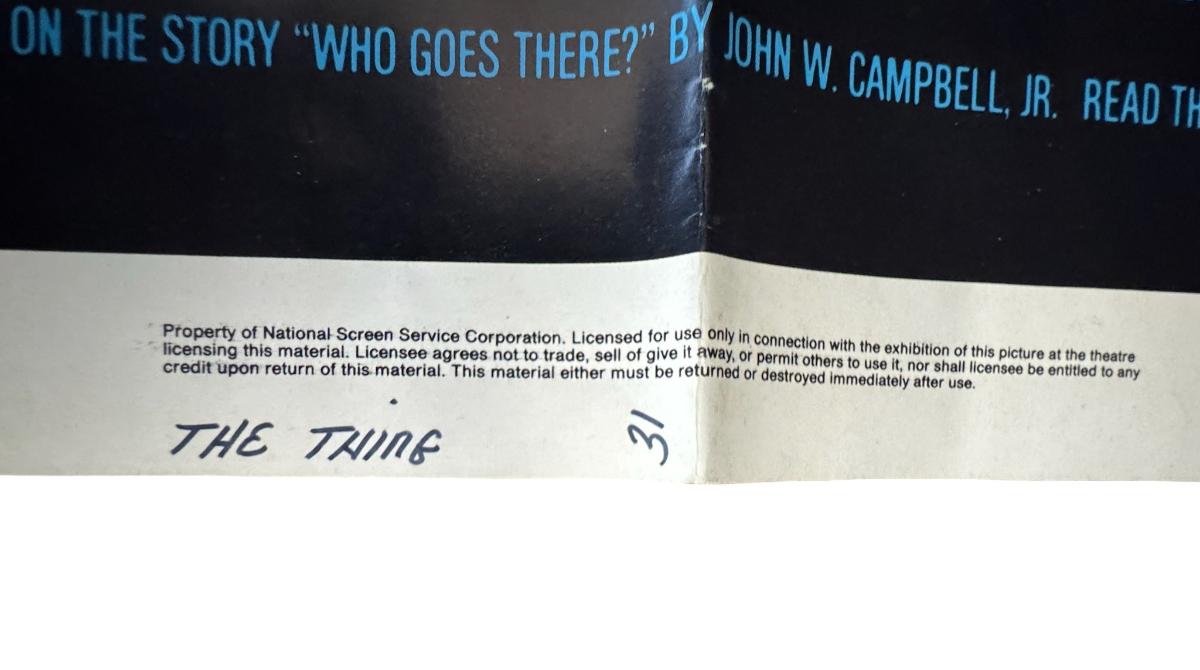 ON THE STORY “WHO GOES THERE?” BY JOHN W. CAMPBELL, JR. READ TH
Property of National Screen Service Corporation. Licensed for use only in connection with the exhibition of this picture at the theatre
licensing this material. Licensee agrees not to trade, sell of give it away, or permit others to use it, nor shall licensee be entitled to any
credit upon return of this material. This material either must be returned or destroyed immediately after use.
THE THING 31